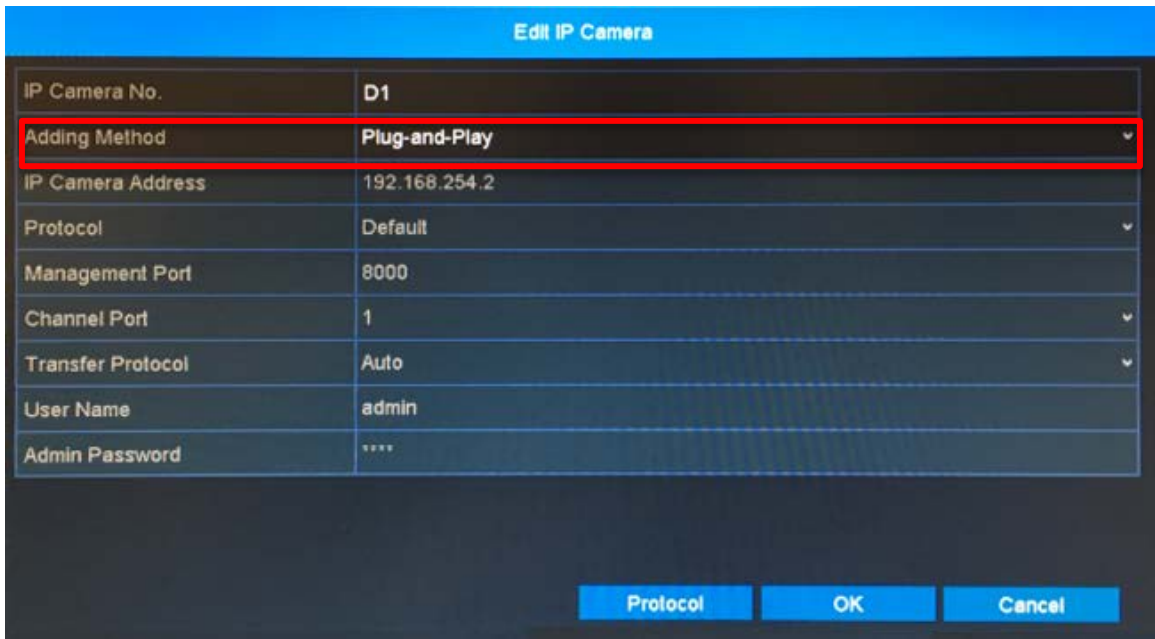 Edit IP Camera
IP Camera No. D1
Adding Method Plug-and-Play
IP Camera Address 192.168.254.2
Protocol Default
Management Port 8000
Channel Port 1
Transfer Protocol Auto
User Name admin
Admin Password ****
Protocol OK Cancel